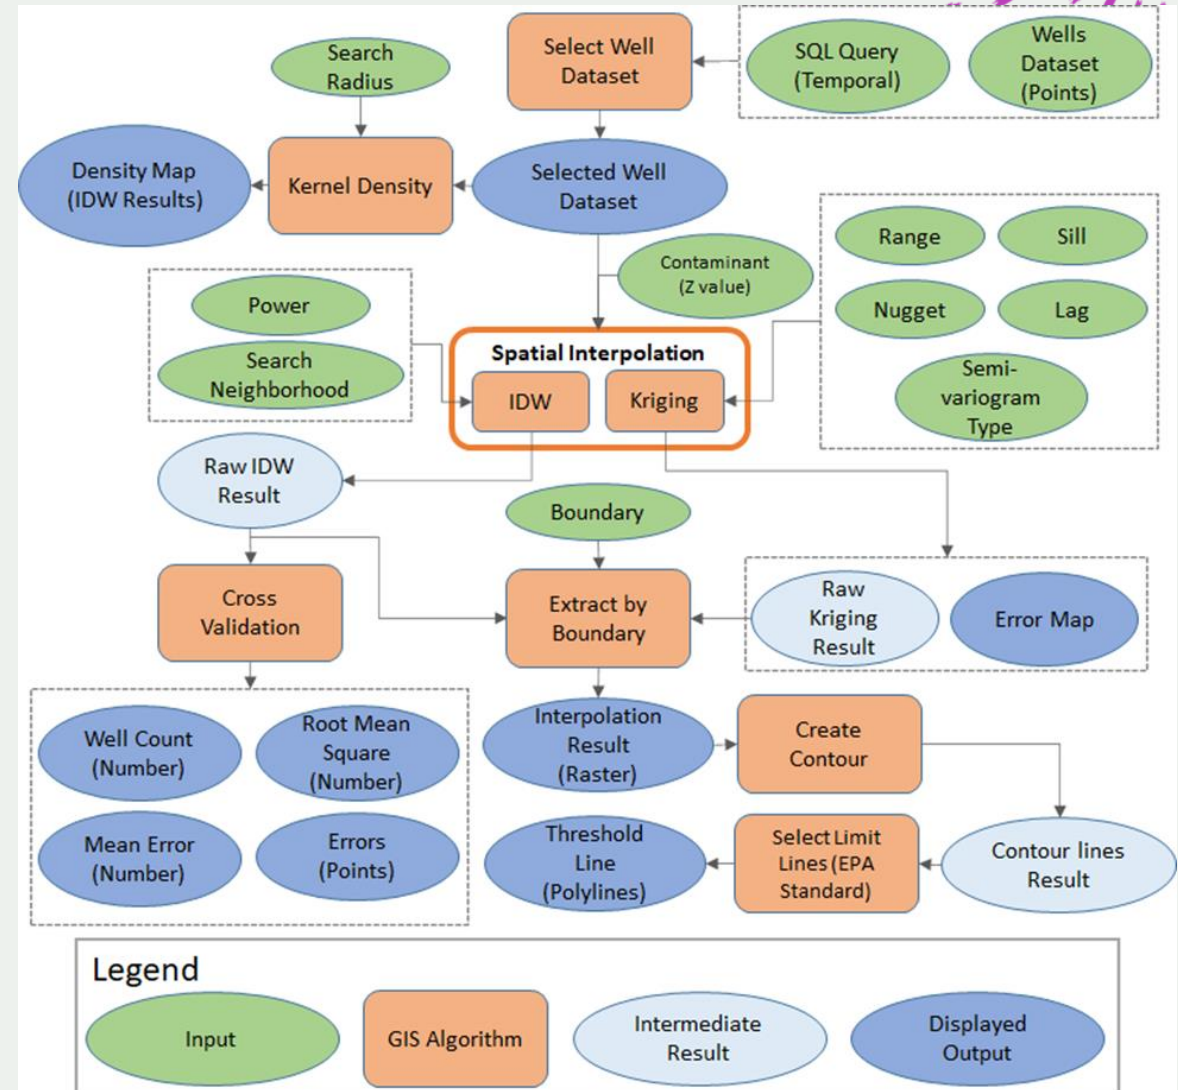 Search
Radius
Select Well
Dataset
SQL Query
(Temporal)
Wells
Dataset
(Points)
Density Map
(IDW Results)
Kernel Density
Selected Well
Dataset
Contaminant
(Z value)
Range
Sill
Nugget
Lag
Semi-
variogram
Type
Power
Search
Neighborhood
Spatial Interpolation
IDW
Kriging
Raw IDW
Result
Boundary
Cross
Validation
Extract by
Boundary
Raw
Kriging
Result
Error Map
Well Count
(Number)
Root Mean
Square
(Number)
Mean Error
(Number)
Errors
(Points)
Interpolation
Result
(Raster)
Create
Contour
Threshold
Line
(Polylines)
Select Limit
Lines (EPA
Standard)
Contour lines
Result
Legend
Input
GIS Algorithm
Intermediate
Result
Displayed
Output